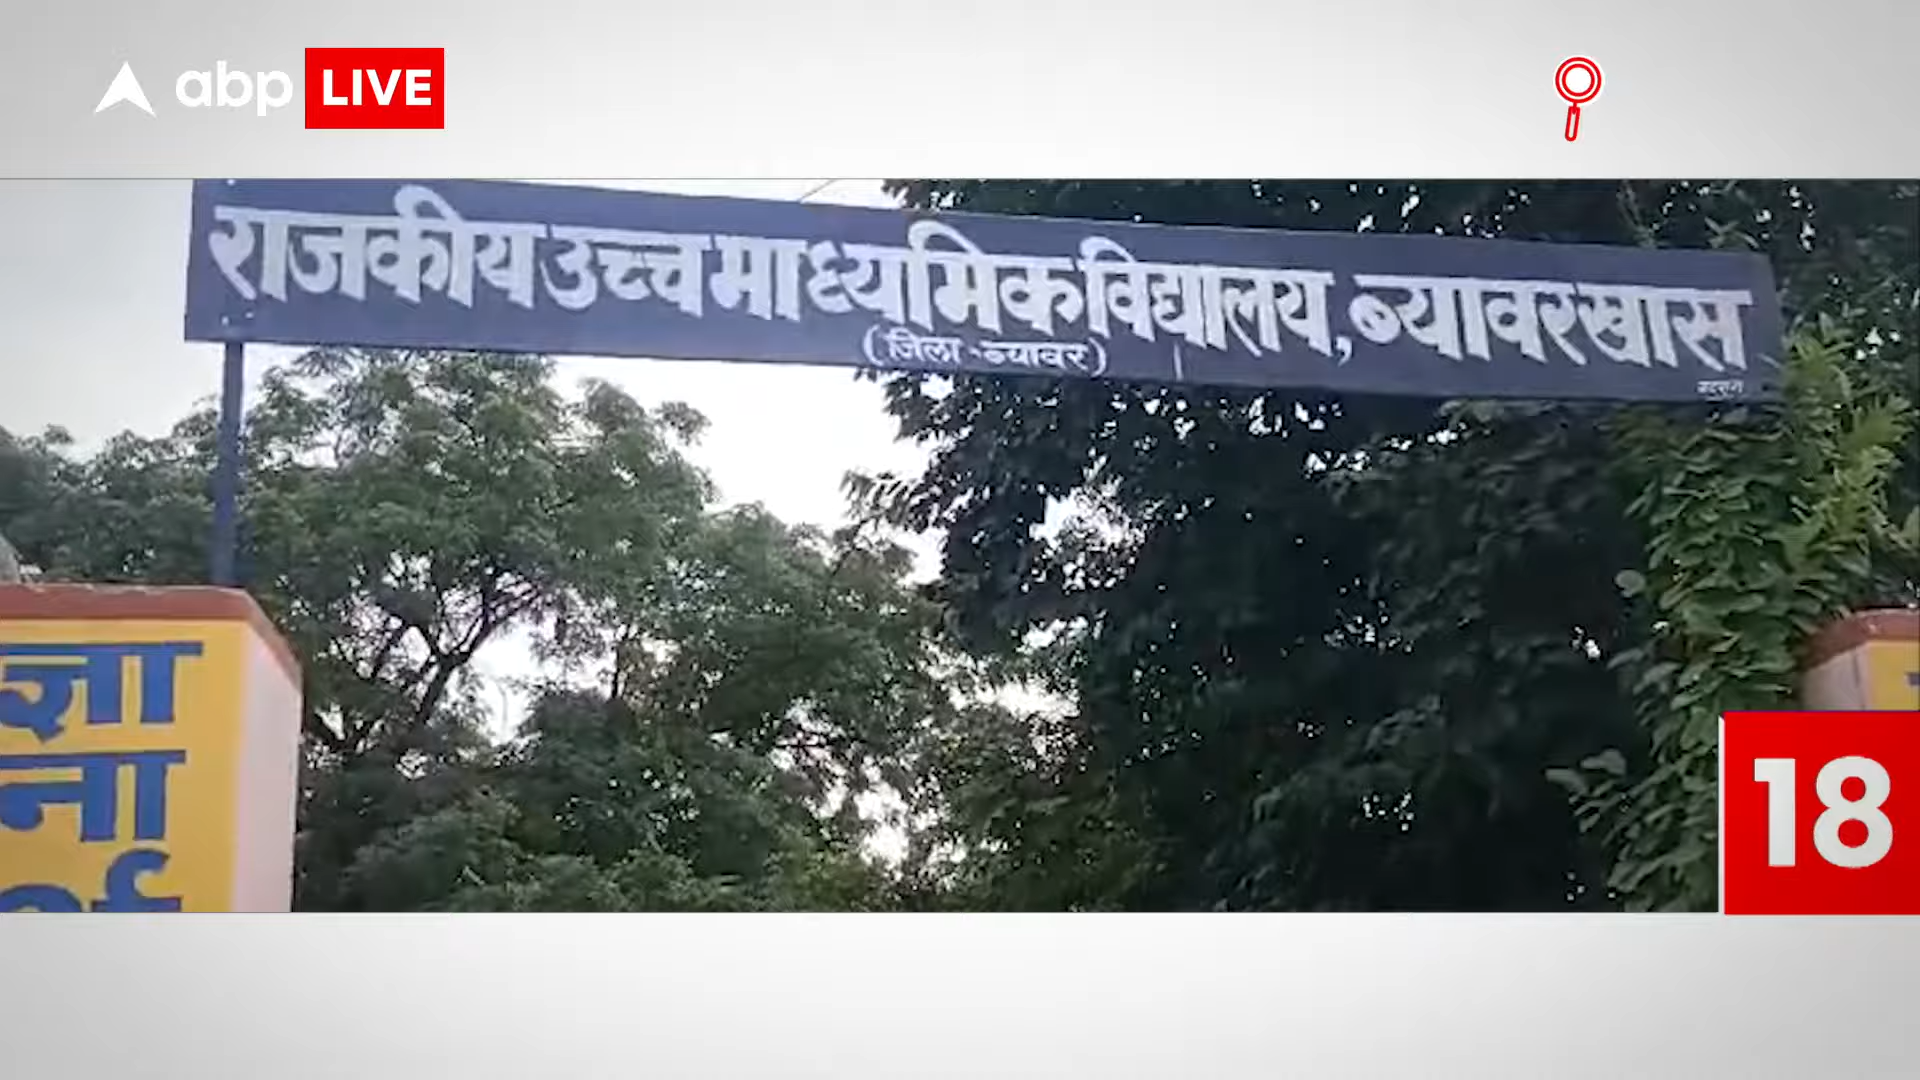 abp LIVE
राजकीय उच्च माध्यमिक विद्यालय, ब्यावरखास
(जिला-ब्यावर)
ज्ञा
ना
18